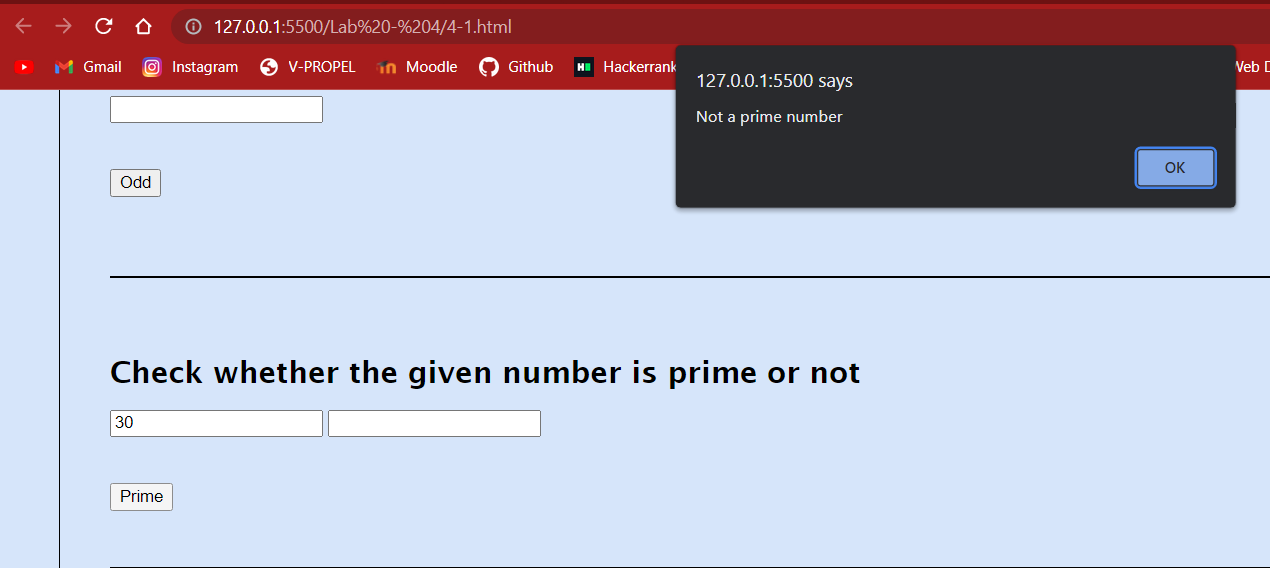 127.0.0.1:5500/Lab%20-%204/4-1.html
Gmail Instagram V-PROPEL Moodle Github Hackerrank Web D
127.0.0.1:5500 says
Not a prime number
OK
Odd
Check whether the given number is prime or not
30
Prime